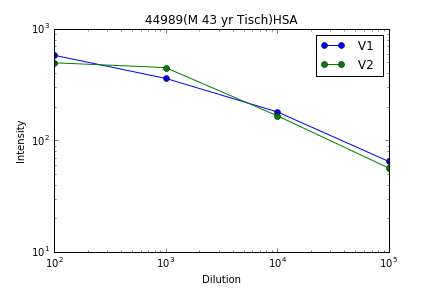 44989(M 43 yr Tisch)HSA
10³
V1
V2
10²
Intensity
10¹
10² 10³ 10⁴ 10⁵
Dilution